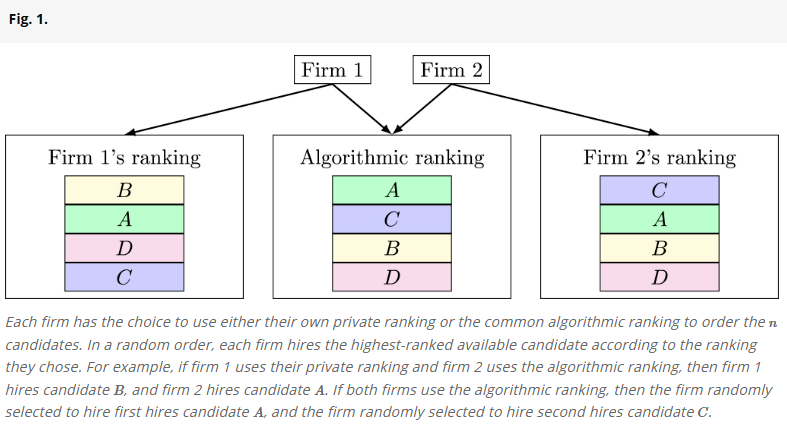 Fig. 1.
Firm 1
Firm 2
Firm 1's ranking
B
A
D
C
Algorithmic ranking
A
C
B
D
Firm 2's ranking
C
A
B
D
Each firm has the choice to use either their own private ranking or the common algorithmic ranking to order the n
candidates. In a random order, each firm hires the highest-ranked available candidate according to the ranking
they chose. For example, if firm 1 uses their private ranking and firm 2 uses the algorithmic ranking, then firm 1
hires candidate B, and firm 2 hires candidate A. If both firms use the algorithmic ranking, then the firm randomly
selected to hire first hires candidate A, and the firm randomly selected to hire second hires candidate C.